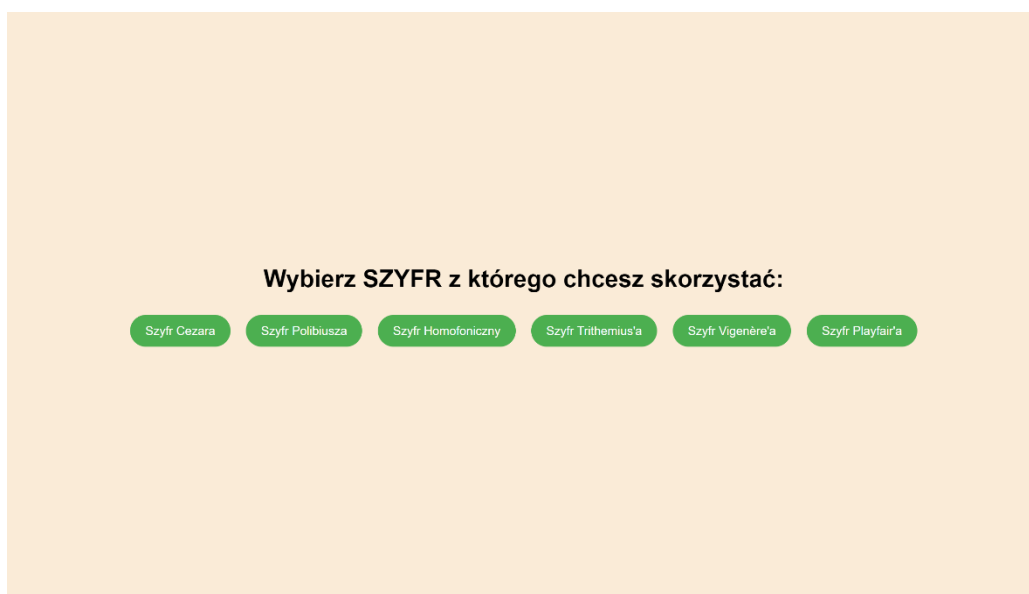 Wybierz SZYFR z którego chcesz skorzystać:
Szyfr Cezara Szyfr Polibiusza Szyfr Homofoniczny Szyfr Trithemius'a Szyfr Vigenère'a Szyfr Playfair'a